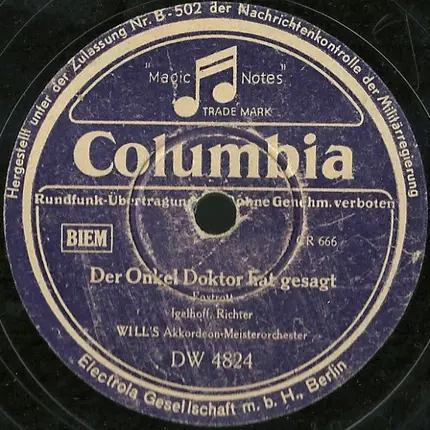 Hergestellt unter der Zulassung Nr. B-502 der Nachrichtenkontrolle der Militärregierung
"Magic Notes"
TRADE MARK
Columbia
Rundfunk-Übertragung ohne Genehm. verboten
BIEM
CR 666
Der Onkel Doktor hat gesagt
Foxtrott
Igelhoff, Richter
WILL'S Akkordeon-Meisterorchester
DW 4824
Electrola Gesellschaft m. b. H., Berlin